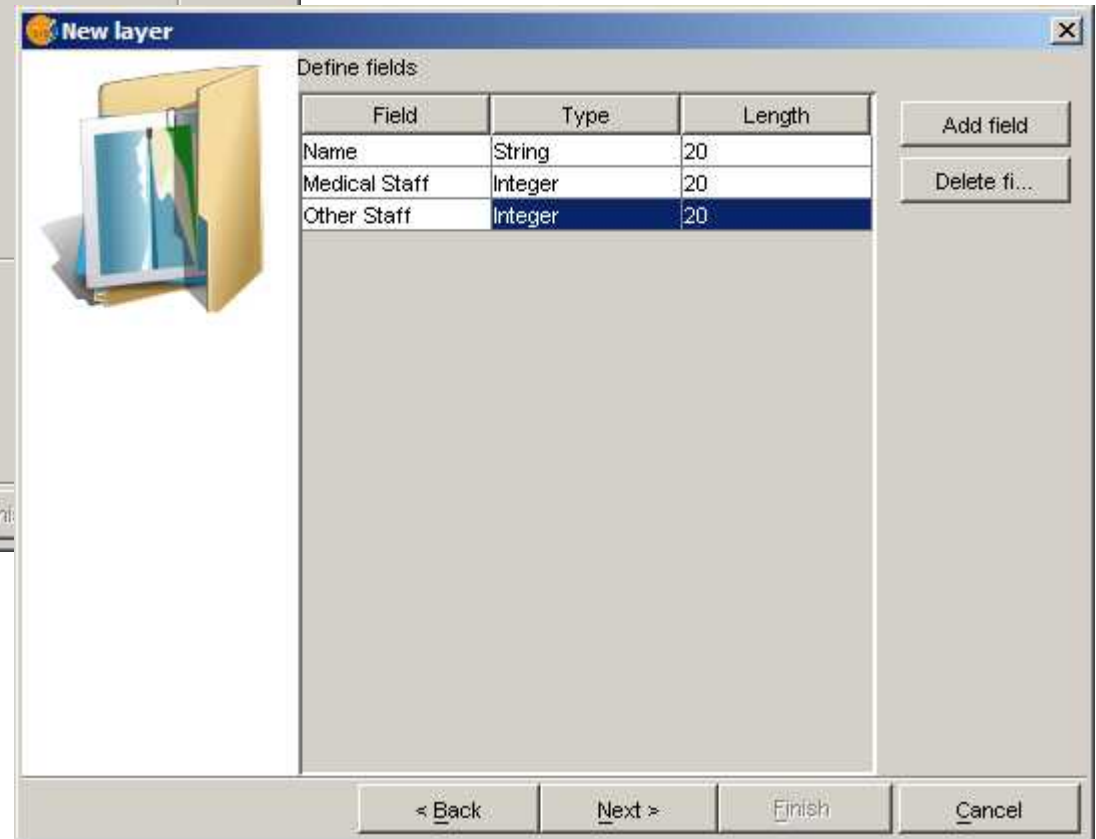 New layer
Define fields
Field Type Length
Name String 20
Medical Staff Integer 20
Other Staff Integer 20
Add field
Delete fi...
< Back Next > Finish Cancel